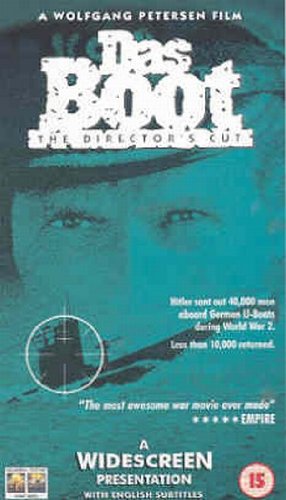 A WOLFGANG PETERSEN FILM
Das
Boot
THE DIRECTOR'S CUT
Hitler sent out 40,000 men
aboard German U-Boats
during World War 2.
Less than 10,000 returned.
"The most awesome war movie ever made"
★★★★★ EMPIRE
A
WIDESCREEN
PRESENTATION
WITH ENGLISH SUBTITLES
15